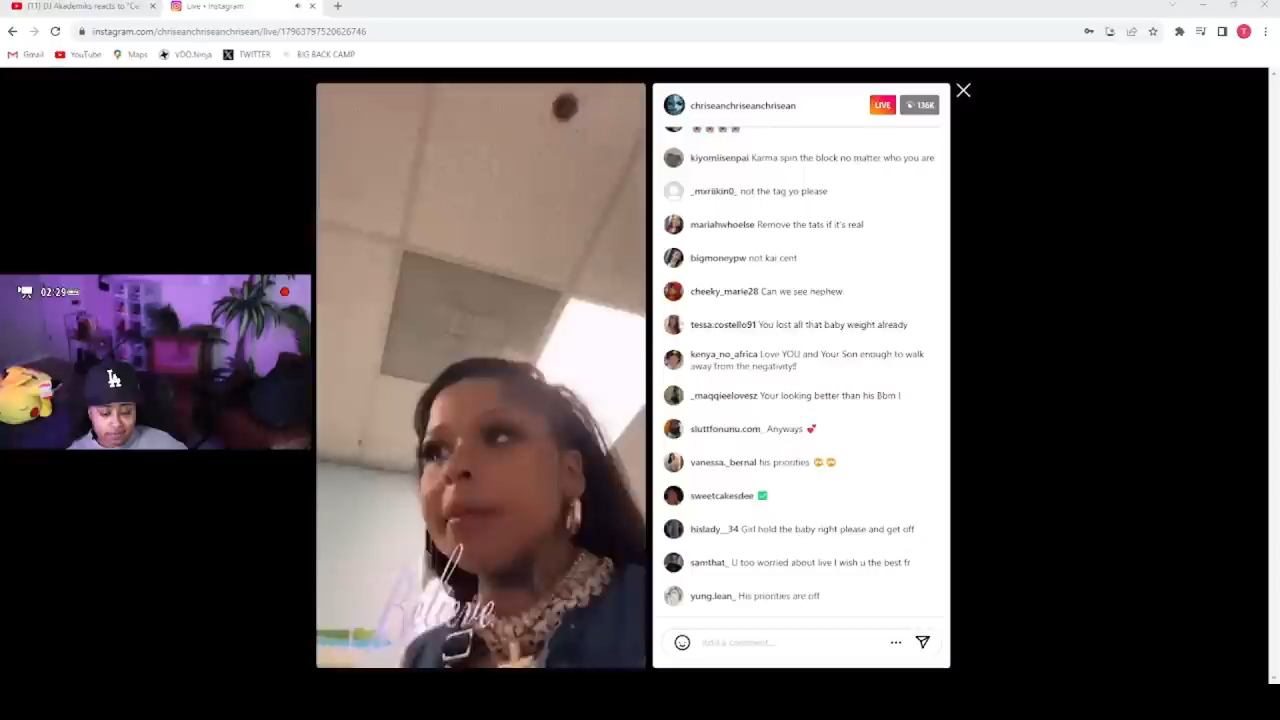 (11) DJ Akademiks reacts to "Cu
Live • Instagram
instagram.com/chriseanchriseanchrisean/live/17963797520626746
T
Gmail
YouTube
Maps
VDO.Ninja
TWITTER
BIG BACK CAMP
chriseanchriseanchrisean
LIVE
136K
kiyomiisenpai Karma spin the block no matter who you are
_mxriikin0_ not the tag yo please
mariahwhoelse Remove the tats if it's real
bigmoneypw not kai cent
cheeky_marie28 Can we see nephew
tessa.costello91 You lost all that baby weight already
kenya_no_africa Love YOU and Your Son enough to walk
away from the negativity!!
_maqqieelovesz Your looking better than his Bbm !
sluttfonunu.com_ Anyways
vanessa._bernal his priorities
sweetcakesdee
hislady__34 Girl hold the baby right please and get off
samthat_ U too worried about live I wish u the best fr
yung.lean_ His priorities are off
Add a comment...
02:29
LA
Believe